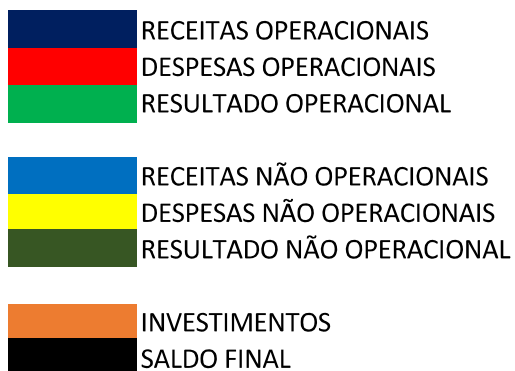 RECEITAS OPERACIONAIS
DESPESAS OPERACIONAIS
RESULTADO OPERACIONAL
RECEITAS NÃO OPERACIONAIS
DESPESAS NÃO OPERACIONAIS
RESULTADO NÃO OPERACIONAL
INVESTIMENTOS
SALDO FINAL